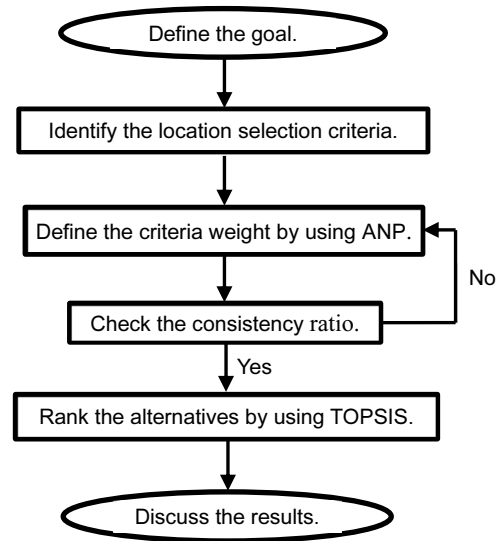 Define the goal.
Identify the location selection criteria.
Define the criteria weight by using ANP.
No
Check the consistency ratio.
Yes
Rank the alternatives by using TOPSIS.
Discuss the results.